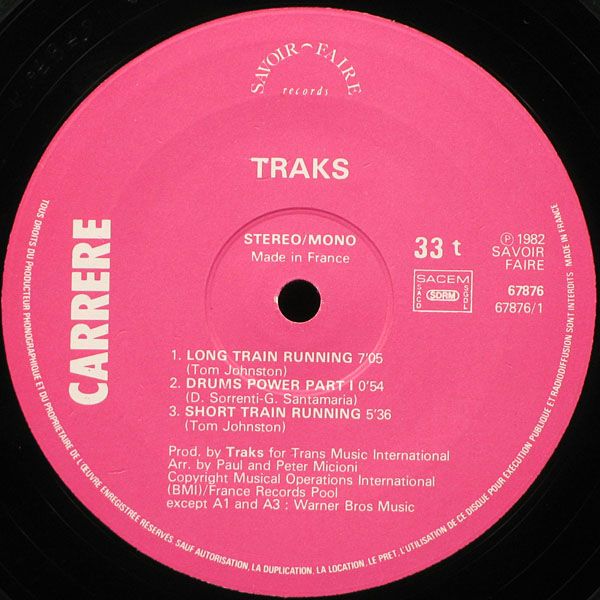 SAVOIR FAIRE
records
TRAKS
CARRERE
STEREO/MONO
Made in France
33 t
℗ 1982
SAVOIR
FAIRE
SACEM
SACD
SDRM
SGDL
67876
67876/1
1. LONG TRAIN RUNNING 7'05
(Tom Johnston)
2. DRUMS POWER PART I 0'54
(D. Sorrenti-G. Santamaria)
3. SHORT TRAIN RUNNING 5'36
(Tom Johnston)
Prod. by Traks for Trans Music International
Arr. by Paul and Peter Micioni
Copyright Musical Operations International
(BMI)/France Records Pool
except A1 and A3 : Warner Bros Music
TOUS DROITS DU PRODUCTEUR PHONOGRAPHIQUE ET DU PROPRIETAIRE DE L'ŒUVRE ENREGISTREE RESERVES. SAUF AUTORISATION, LA DUPLICATION, LA LOCATION, LE PRET, L'UTILISATION DE CE DISQUE POUR EXECUTION PUBLIQUE ET RADIODIFFUSION SONT INTERDITS MADE IN FRANCE